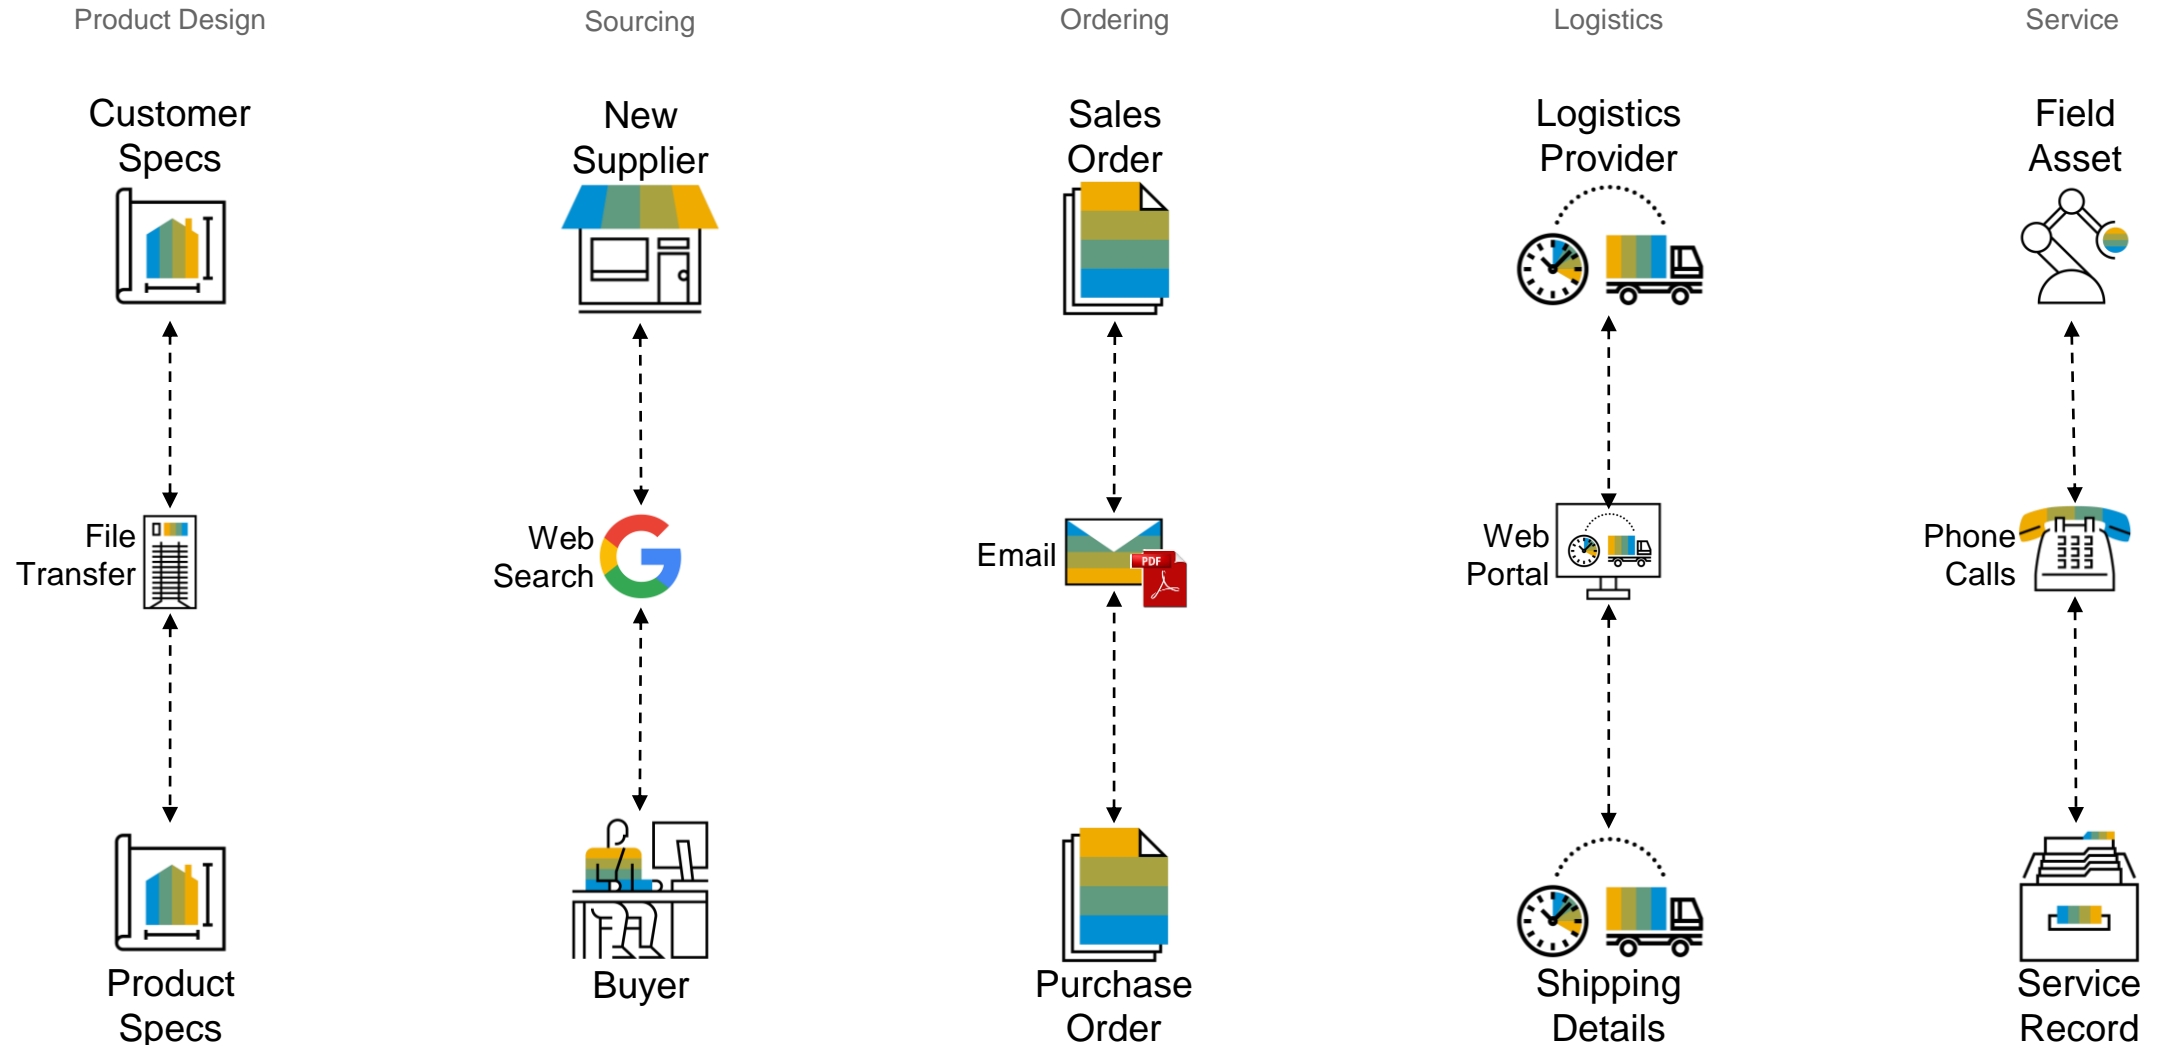 Product Design
Sourcing
Ordering
Logistics
Service
Customer
Specs
New
Supplier
Sales
Order
Logistics
Provider
Field
Asset
File
Transfer
Web
Search
Email
PDF
Web
Portal
Phone
Calls
Product
Specs
Buyer
Purchase
Order
Shipping
Details
Service
Record